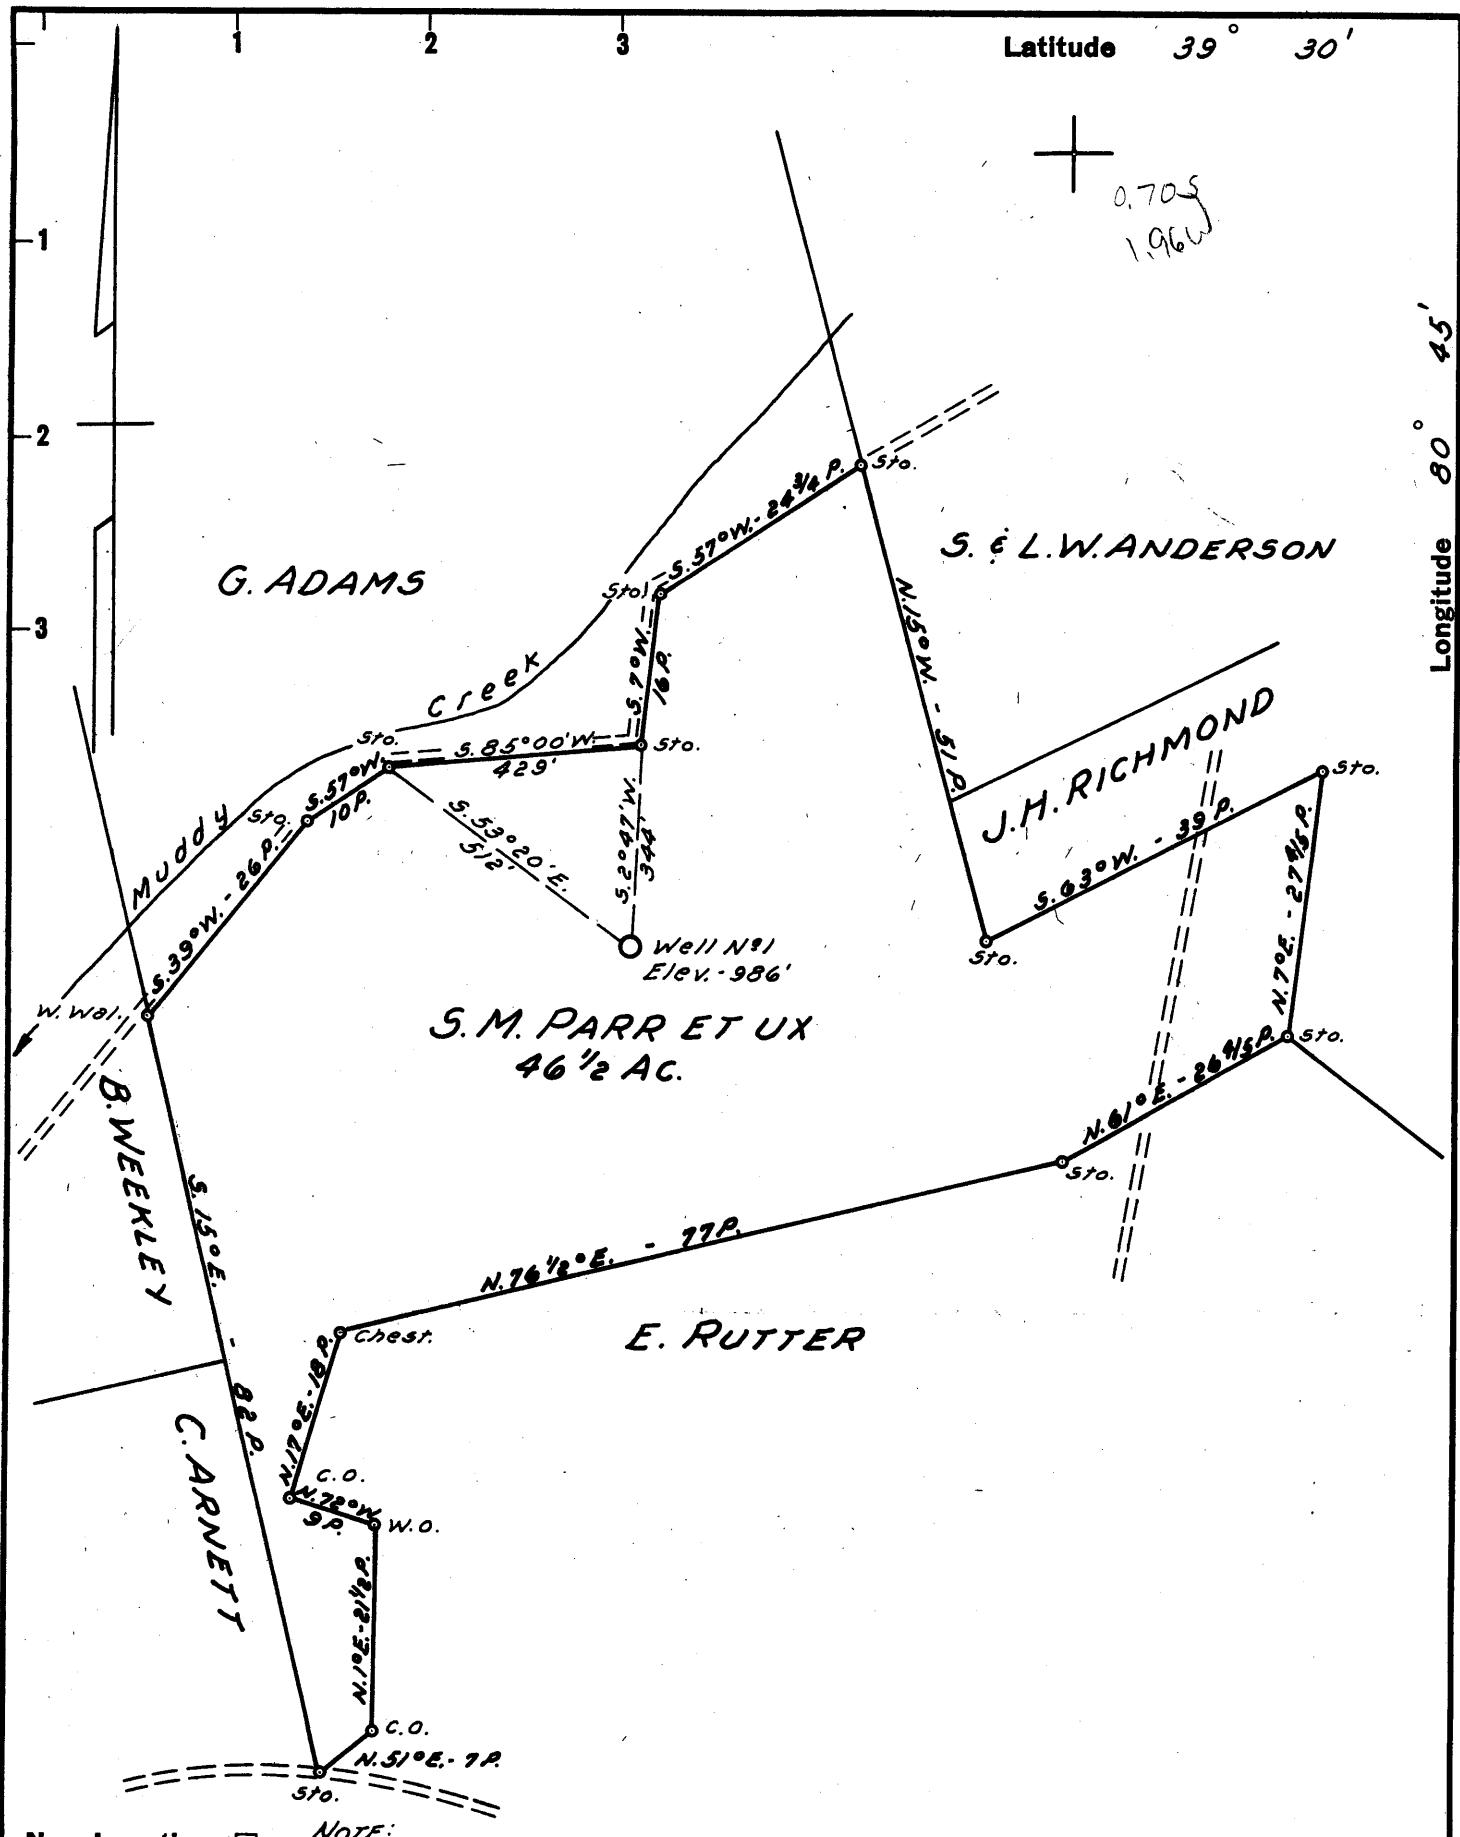 1 2 3
Latitude 39° 30'
0.70S
1.96W
1
2
3
Longitude 80° 45'
Sto.
S. 57° W. - 24 3/4 P.
S. & L.W. ANDERSON
G. ADAMS
Sto.
N. 15° W. - 51 P.
S. 7° W.
16 P.
Muddy Creek
Sto.
S. 85° 00' W.
429'
Sto.
J.H. RICHMOND
Sto.
S. 57° W.
10 P.
Sto.
S. 53° 20' E.
512'
S. 2° 47' W.
344'
S. 63° W. - 39 P.
N. 7° E. - 27 4/5 P.
S. 39° W. - 26 P.
Well No 1
Elev. - 986'
Sto.
W. Wal.
S. M. PARR ET UX
46 1/2 AC.
Sto.
N. 61° E. - 26 4/5 P.
Sto.
B. WEEKLEY
S. 15° E. - 82 P.
N. 76 1/2° E. - 77 P.
Chest.
E. RUTTER
N. 17° E. - 18 P.
C. ARNETT
C.O.
N. 72° W.
9 P.
W.O.
N. 1° E. - 21 1/2 P.
C.O.
N. 51° E. - 7 P.
Sto.
NOTE: